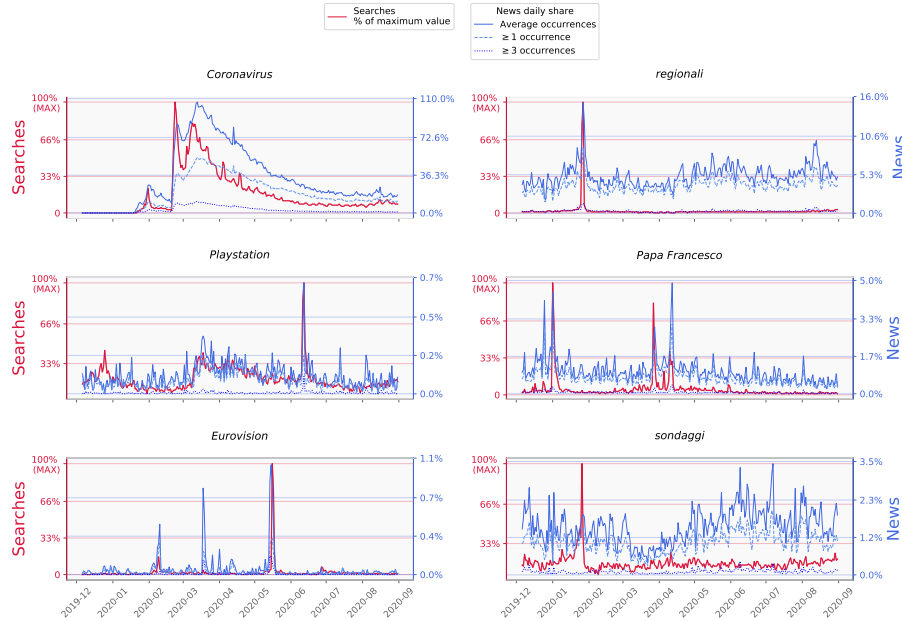 Searches
% of maximum value
News daily share
Average occurrences
≥ 1 occurrence
≥ 3 occurrences
Coronavirus
regionali
100%
(MAX)
66%
33%
0
Searches
110.0%
72.6%
36.3%
0.0%
100%
(MAX)
66%
33%
0
16.0%
10.6%
5.3%
0.0%
News
Playstation
Papa Francesco
100%
(MAX)
66%
33%
Searches
0.7%
0.5%
0.2%
0.0%
100%
(MAX)
66%
33%
0
5.0%
3.3%
1.7%
0.0%
News
Eurovision
sondaggi
100%
(MAX)
66%
33%
0
Searches
1.1%
0.7%
0.4%
0.0%
100%
(MAX)
66%
33%
3.5%
2.3%
1.2%
0.0%
News
2019-12
2020-01
2020-02
2020-03
2020-04
2020-05
2020-06
2020-07
2020-08
2020-09
2019-12
2020-01
2020-02
2020-03
2020-04
2020-05
2020-06
2020-07
2020-08
2020-09